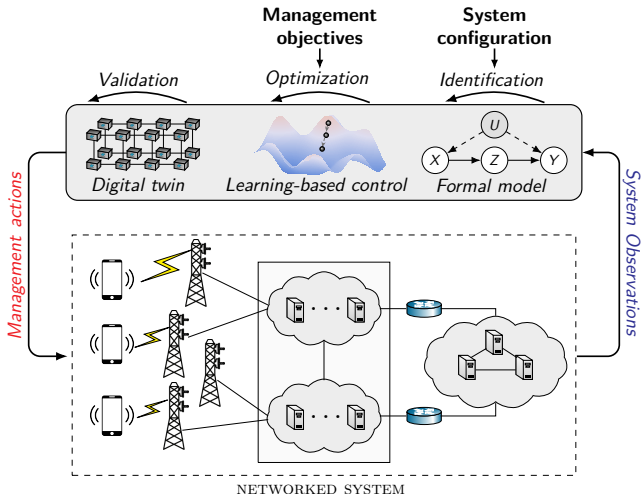 Management
objectives
System
configuration
Validation
Optimization
Identification
U
X
Z
Y
Digital twin
Learning-based control
Formal model
Management actions
System Observations
NETWORKED SYSTEM